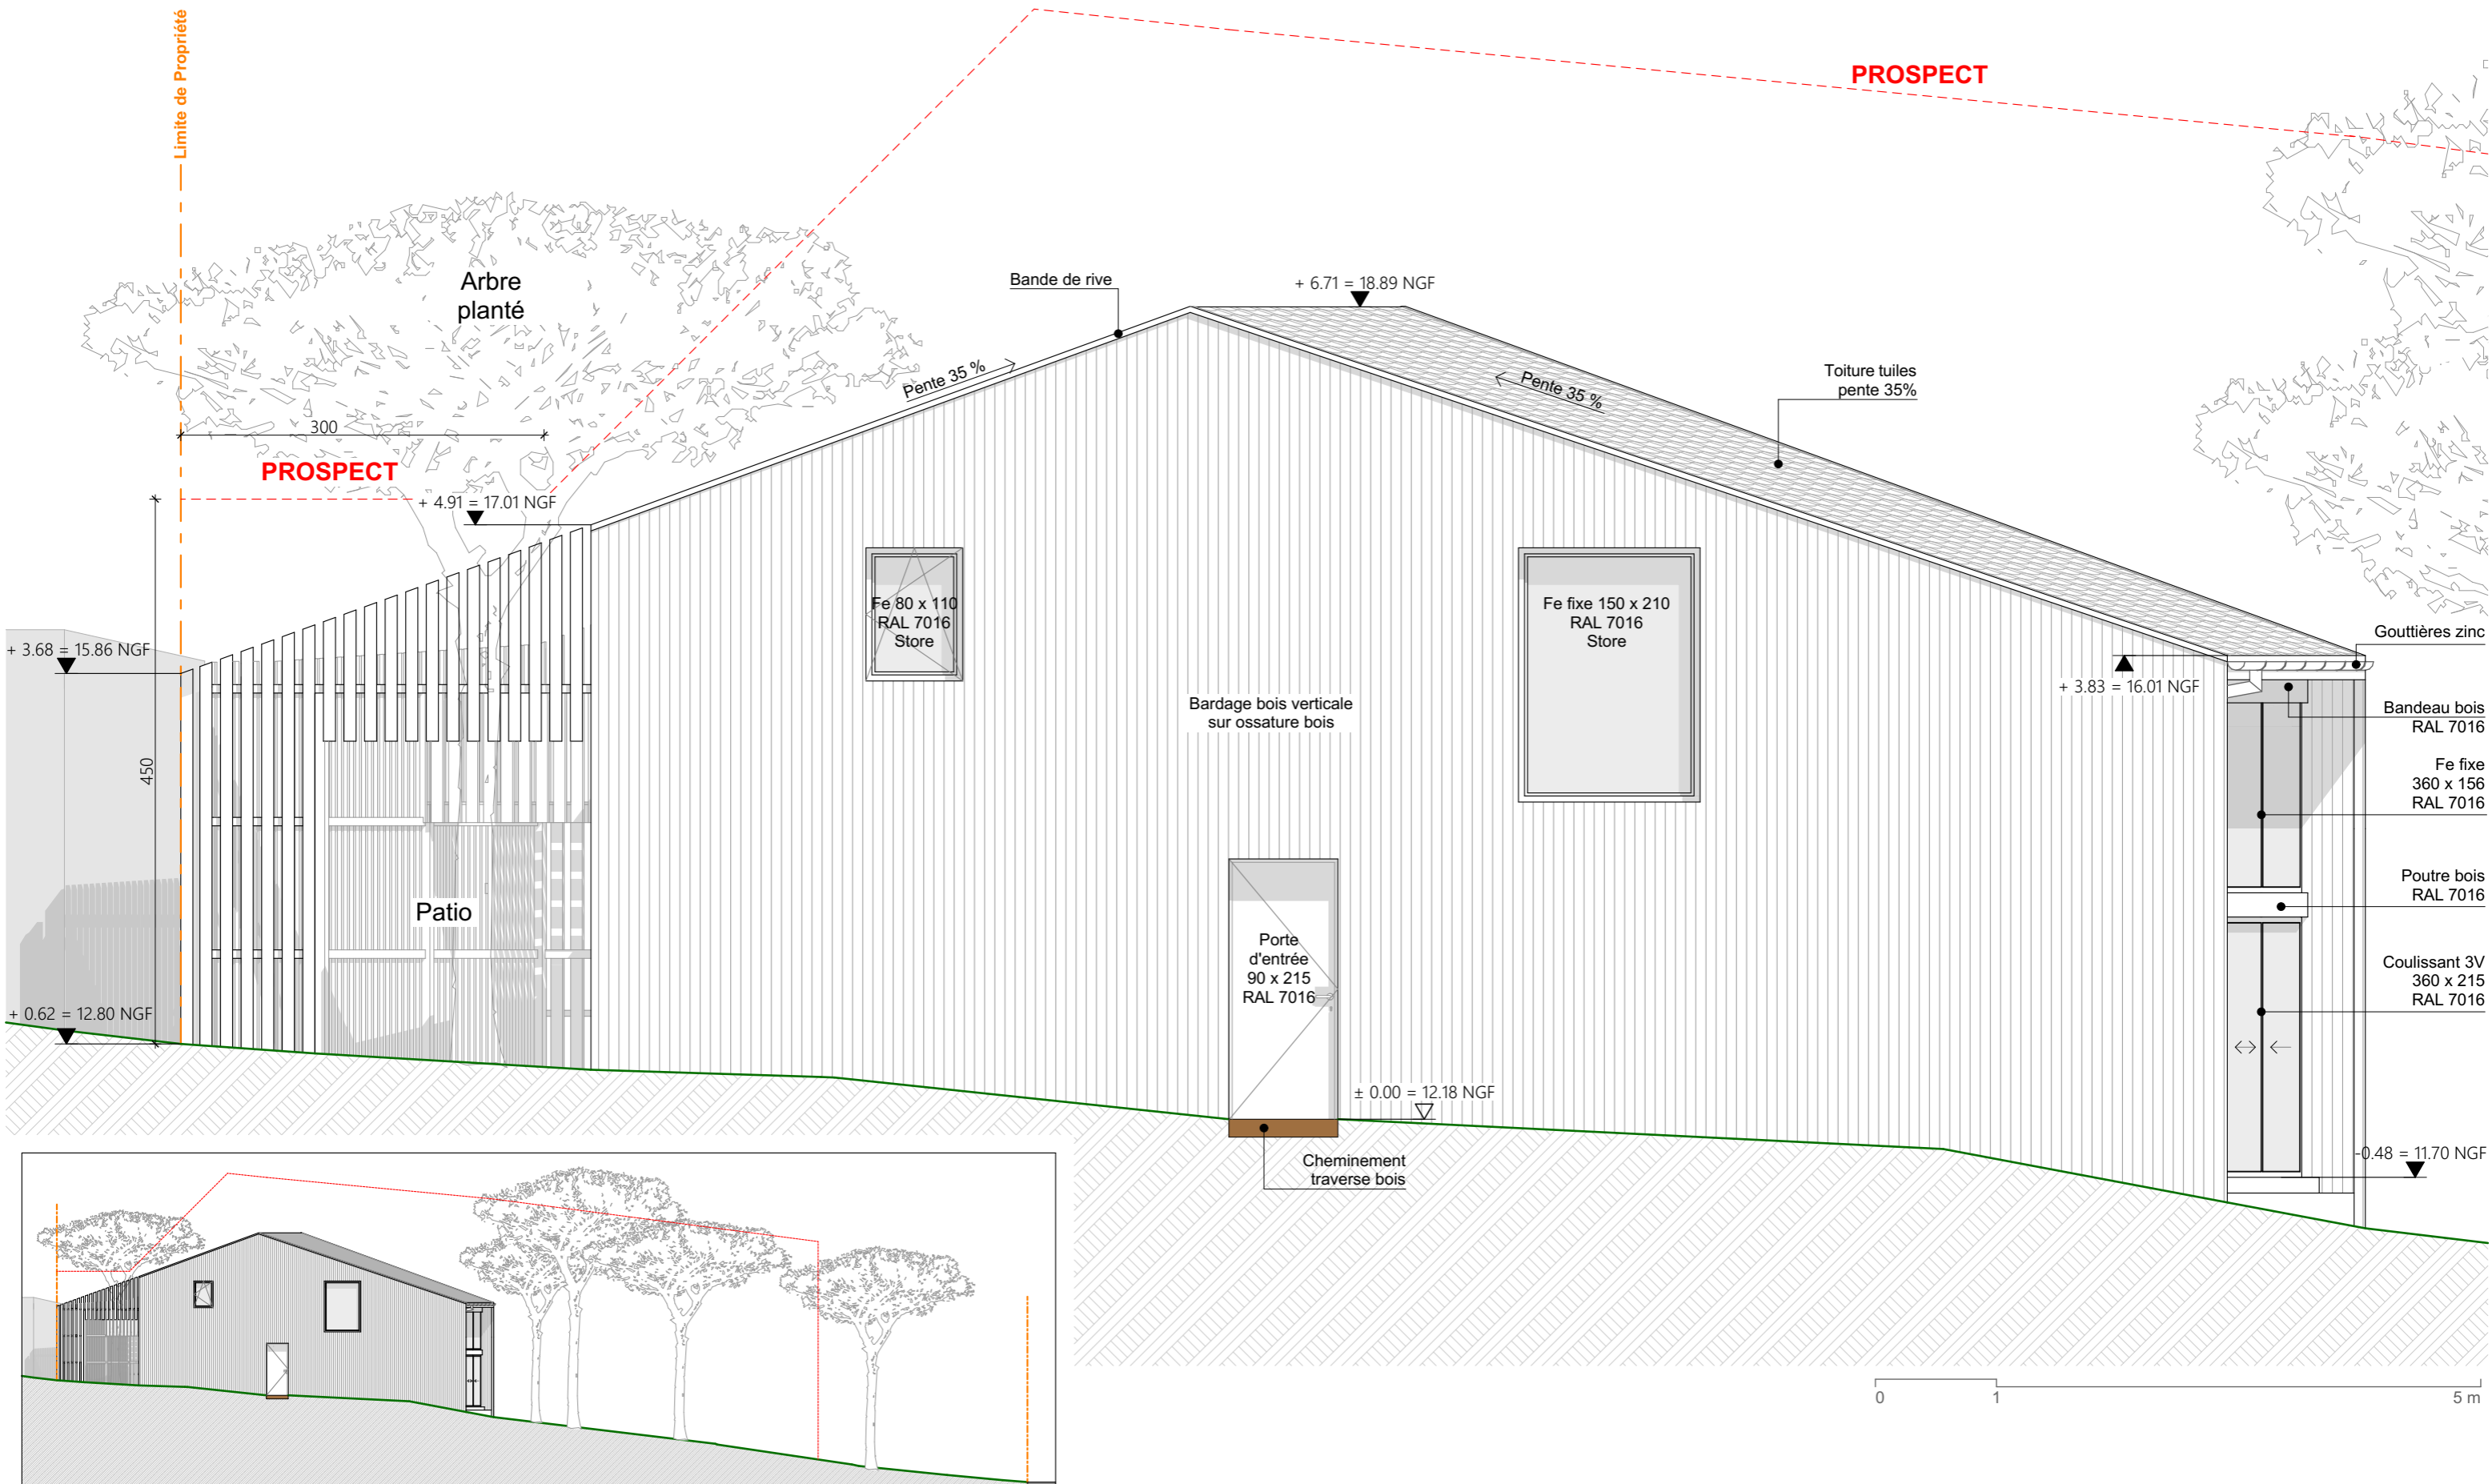 Limite de Propriété
PROSPECT
Arbre
planté
Bande de rive
+ 6.71 = 18.89 NGF
Pente 35 %
Pente 35 %
Toiture tuiles
pente 35%
300
PROSPECT
+ 4.91 = 17.01 NGF
Fe 80 x 110
RAL 7016
Store
Fe fixe 150 x 210
RAL 7016
Store
Gouttières zinc
+ 3.68 = 15.86 NGF
+ 3.83 = 16.01 NGF
Bardage bois verticale
sur ossature bois
Bandeau bois
RAL 7016
450
Fe fixe
360 x 156
RAL 7016
Poutre bois
RAL 7016
Patio
Porte
d'entrée
90 x 215
RAL 7016
Coulissant 3V
360 x 215
RAL 7016
+ 0.62 = 12.80 NGF
± 0.00 = 12.18 NGF
-0.48 = 11.70 NGF
Cheminement
traverse bois
0 1 5 m